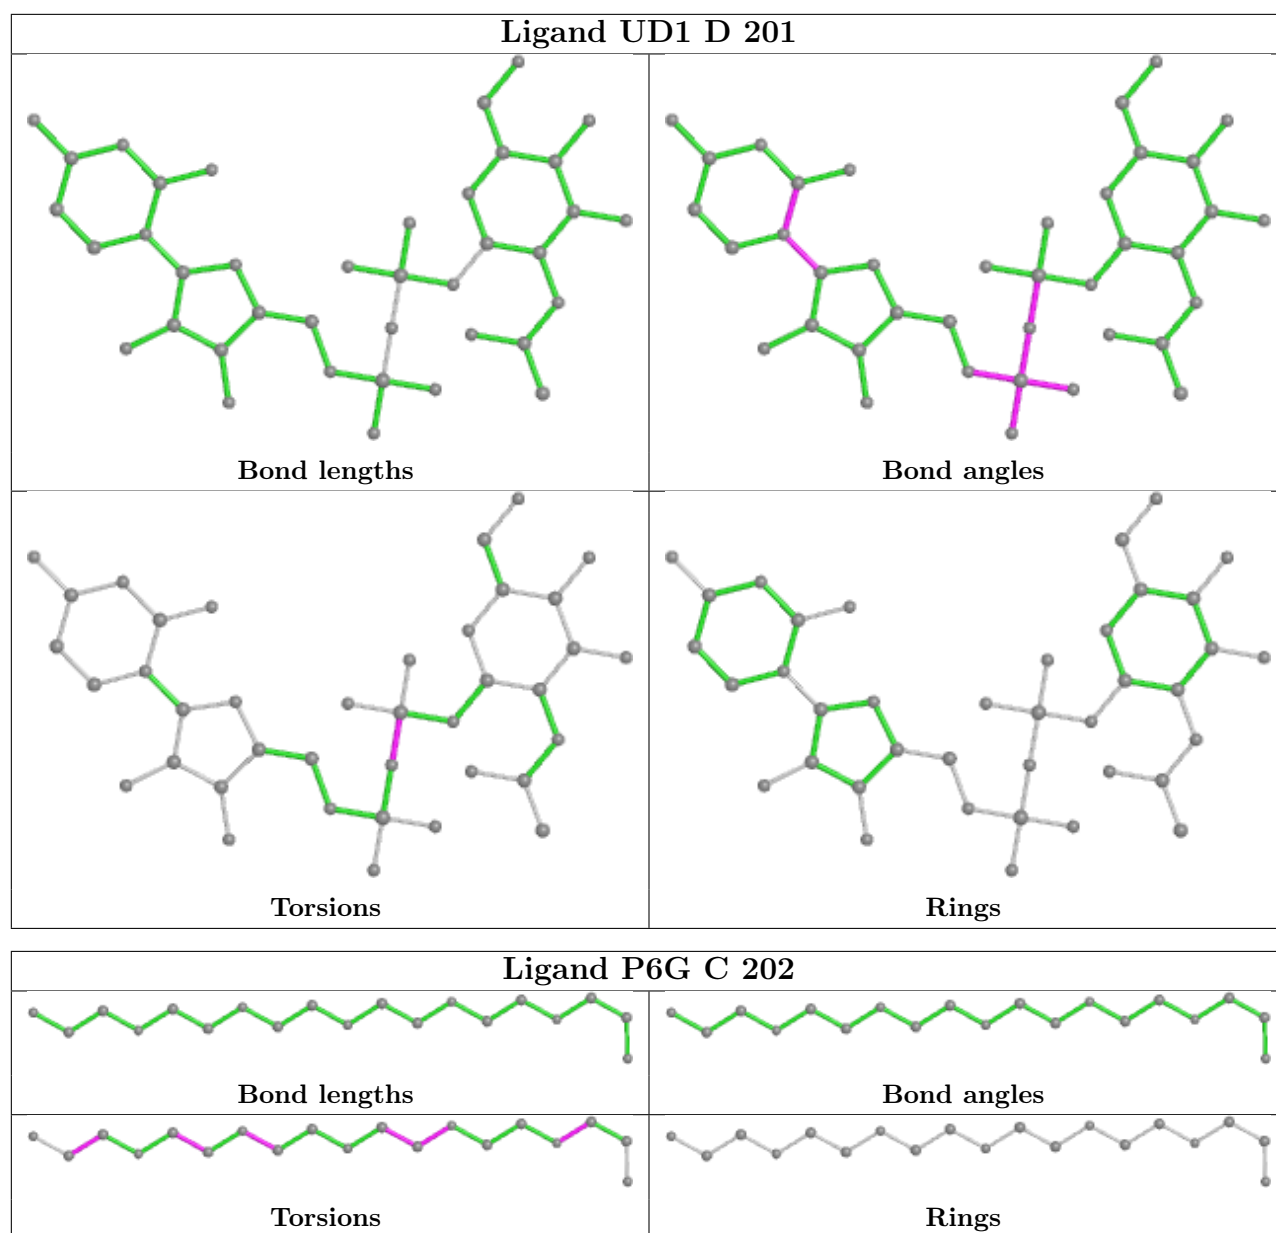 Ligand UD1 D 201
Bond lengths
Bond angles
Torsions
Rings
Ligand P6G C 202
Bond lengths
Bond angles
Torsions
Rings